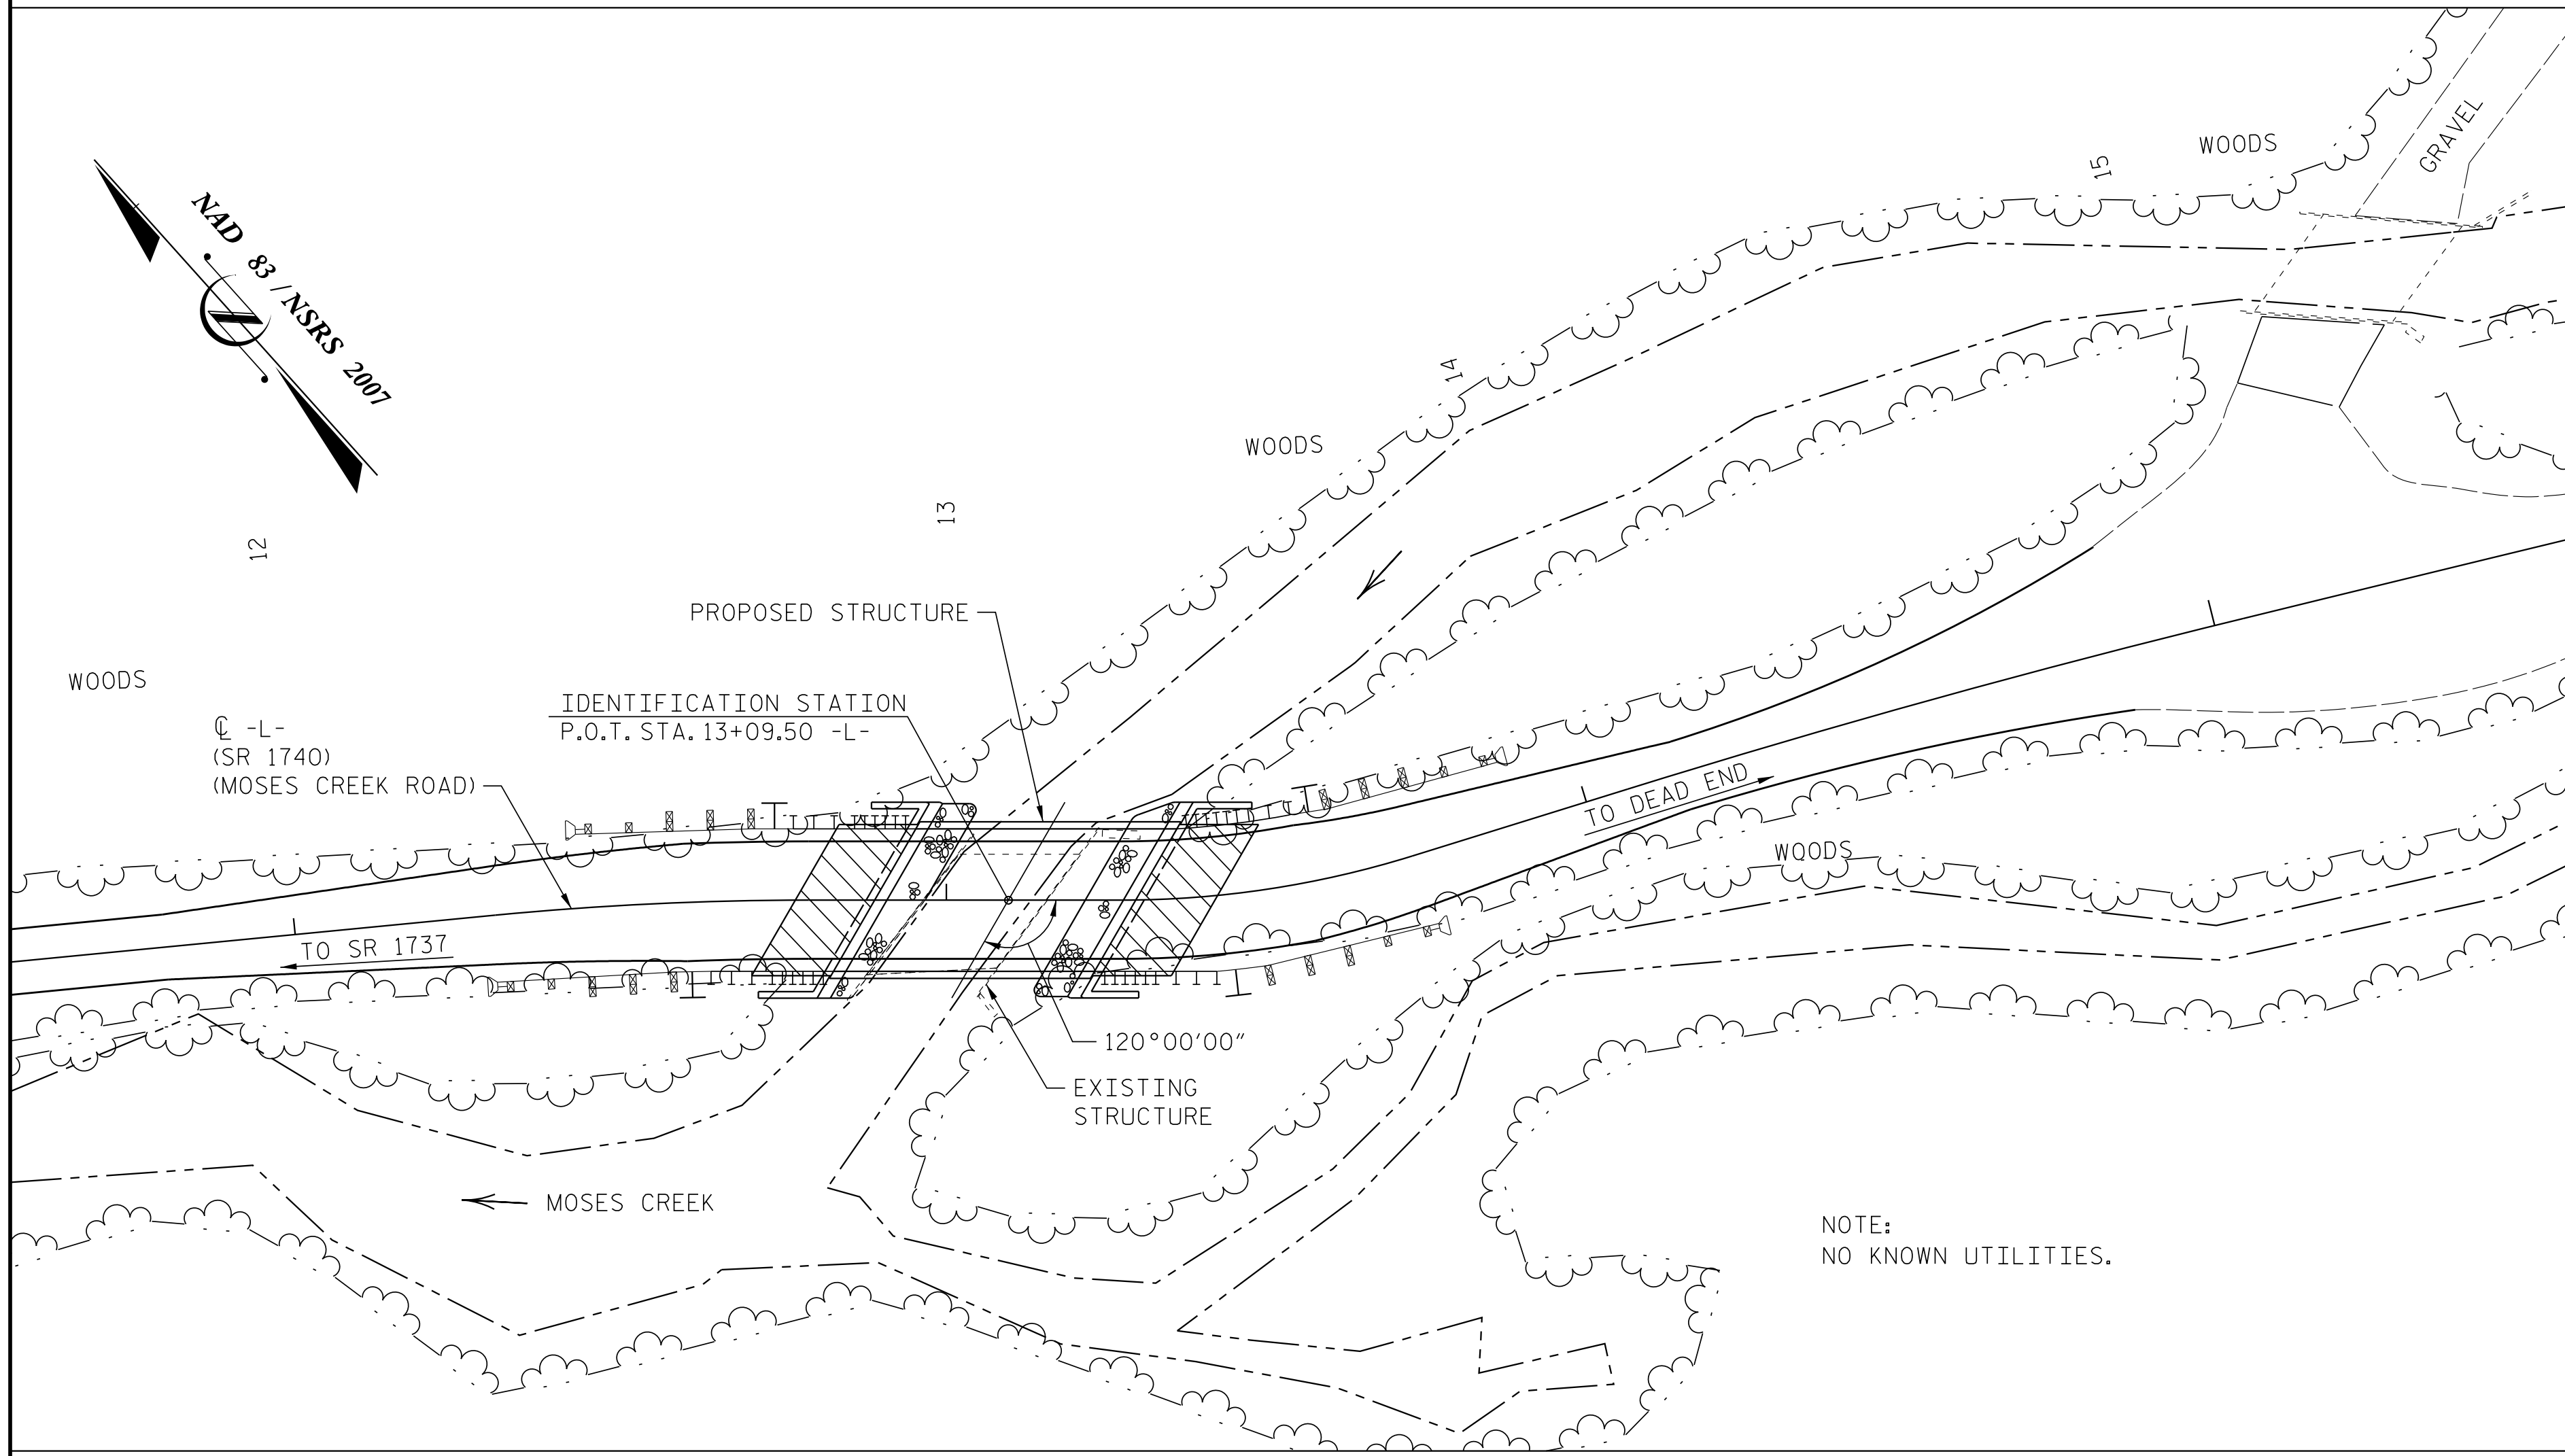 WOODS
GRAVEL
15
NAD 83 / NSRS 2007
14
WOODS
13
12
PROPOSED STRUCTURE
WOODS
IDENTIFICATION STATION
P.O.T. STA. 13+09.50 -L-
℄ -L-
(SR 1740)
(MOSES CREEK ROAD)
TO DEAD END
WOODS
TO SR 1737
120°00'00"
EXISTING
STRUCTURE
MOSES CREEK
NOTE:
NO KNOWN UTILITIES.